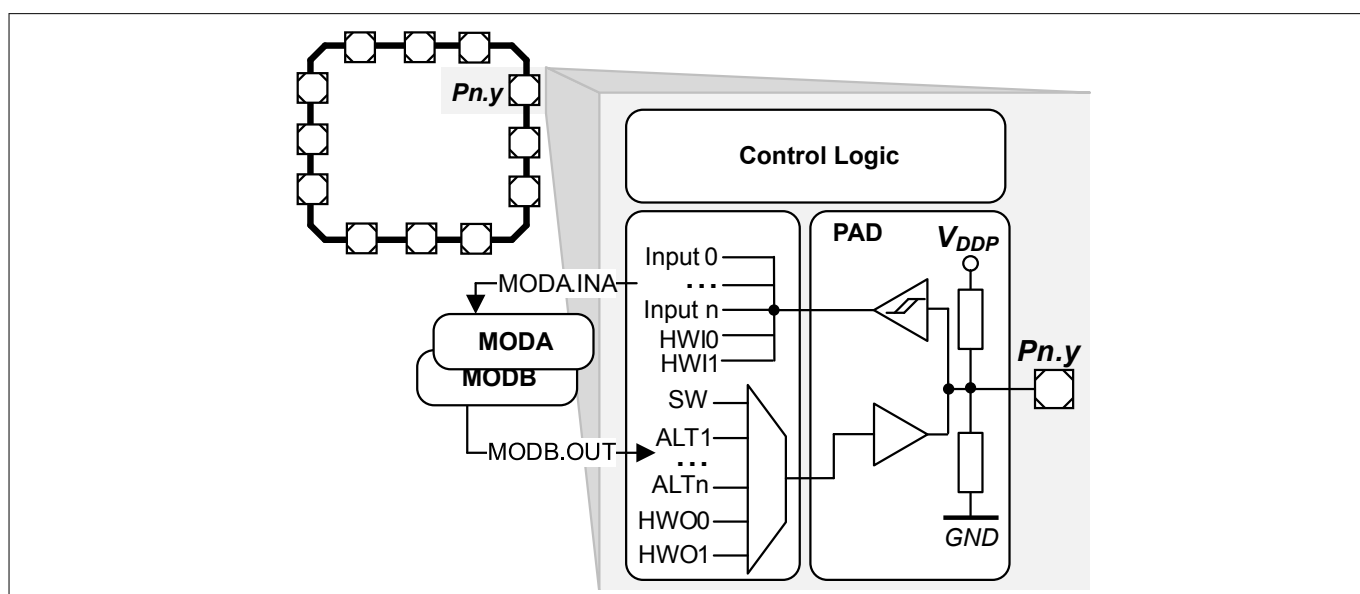 Pn.y
Control Logic
PAD
VDDP
Input 0
...
Input n
HWI0
HWI1
MODA.INA
MODA
MODB
MODB.OUT
SW
ALT1
...
ALTn
HWO0
HWO1
Pn.y
GND